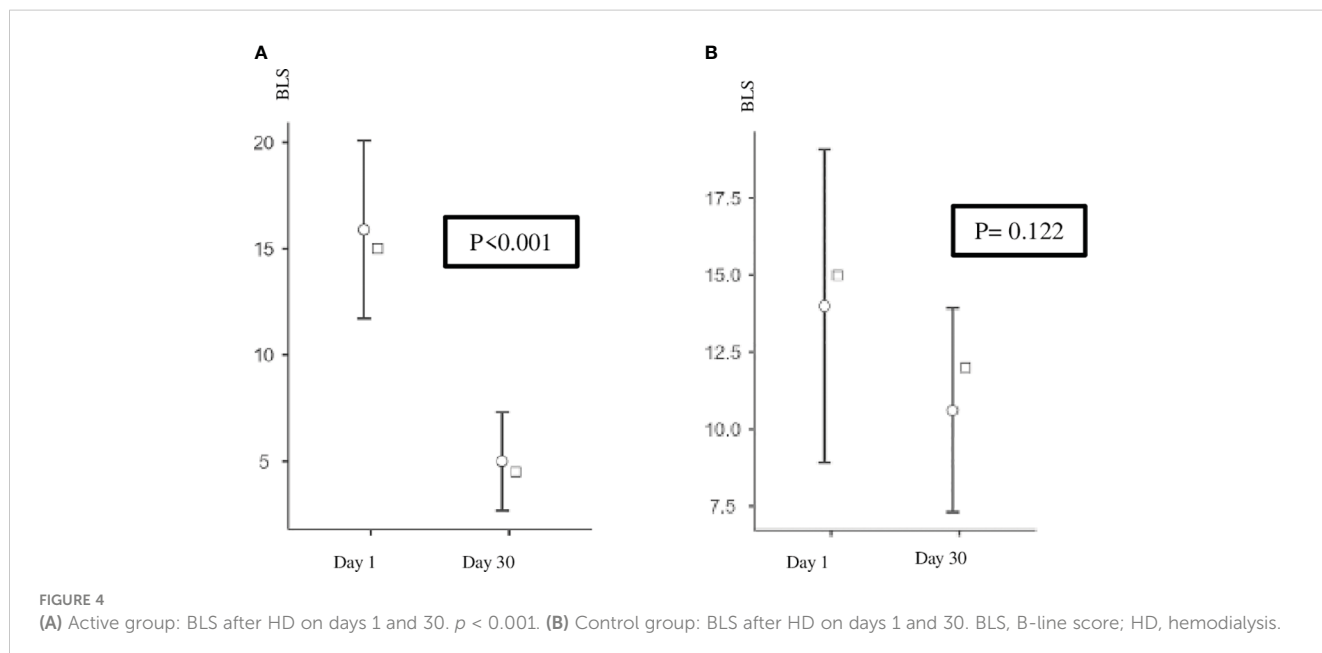 A
BLS
20
15
10
5
P<0.001
Day 1 Day 30
B
BLS
17.5
15.0
12.5
10.0
7.5
P= 0.122
Day 1 Day 30
FIGURE 4
(A) Active group: BLS after HD on days 1 and 30. p < 0.001. (B) Control group: BLS after HD on days 1 and 30. BLS, B-line score; HD, hemodialysis.